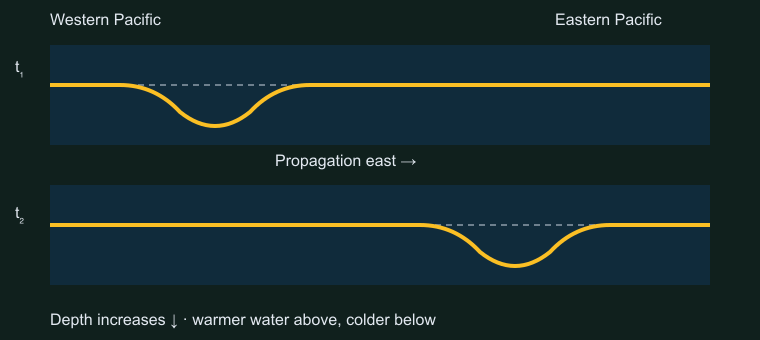 Western Pacific
Eastern Pacific
t₁
Propagation east →
t₂
Depth increases ↓ · warmer water above, colder below